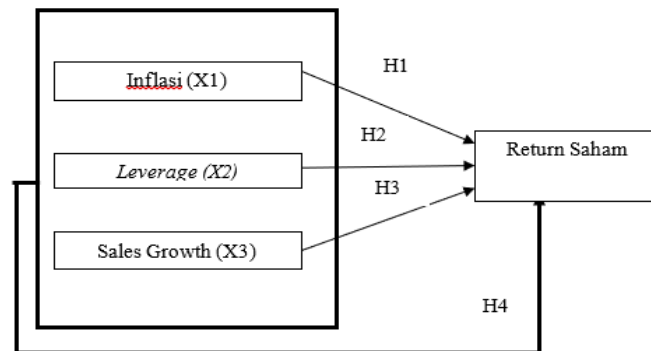 H1
Inflasi (X1)
H2
Return Saham
Leverage (X2)
H3
Sales Growth (X3)
H4